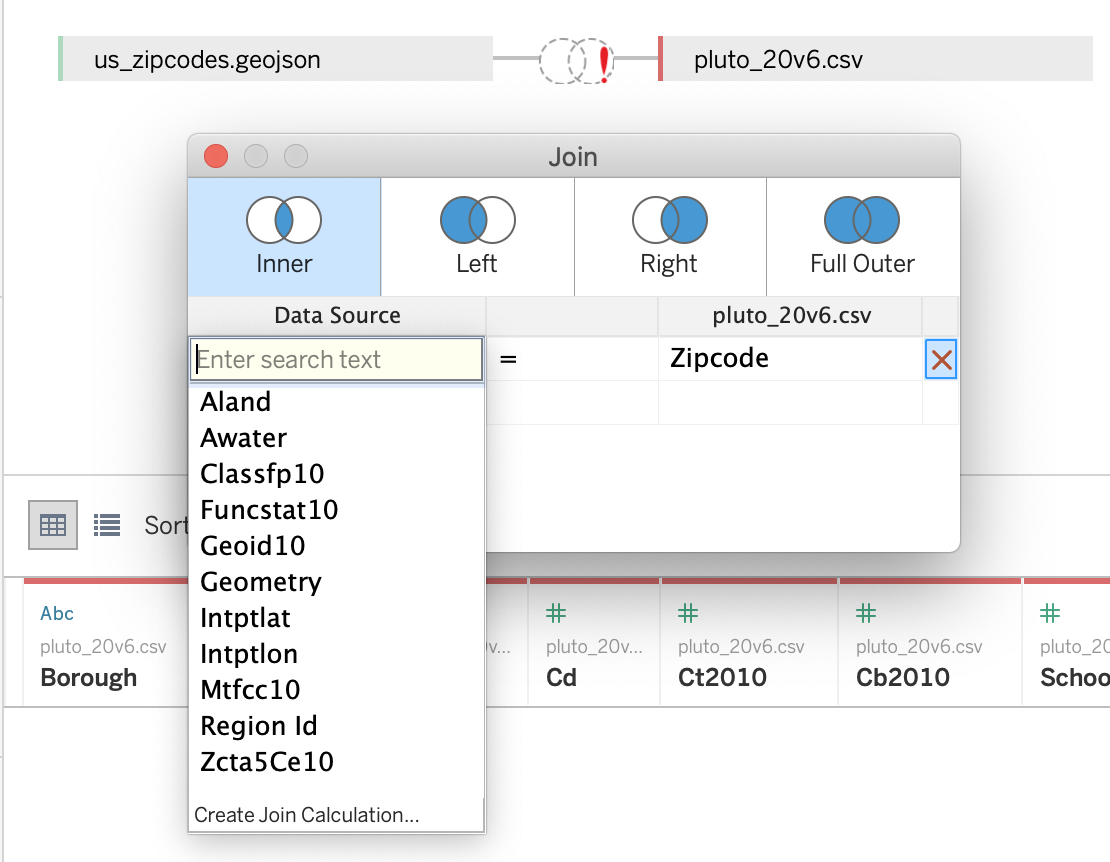 us_zipcodes.geojson
pluto_20v6.csv
Join
Inner
Left
Right
Full Outer
Data Source
pluto_20v6.csv
Enter search text
=
Zipcode
Aland
Awater
Classfp10
Funcstat10
Geoid10
Geometry
Intptlat
Intptlon
Mtfcc10
Region Id
Zcta5Ce10
Create Join Calculation...
Sort
Abc
pluto_20v6.csv
Borough
v...
#
pluto_20v...
Cd
#
pluto_20v6.csv
Ct2010
#
pluto_20v6.csv
Cb2010
#
pluto_20
Schoo